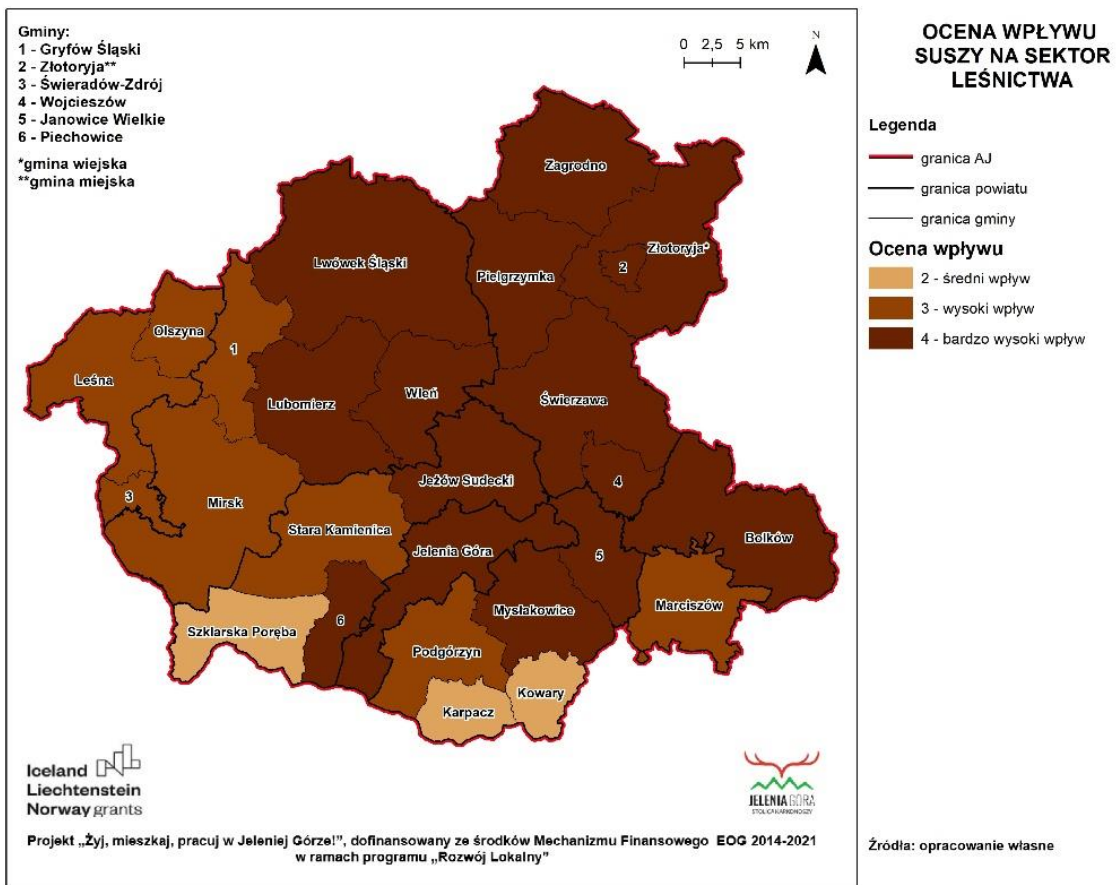 Gminy:
1 - Gryfów Śląski
2 - Złotoryja**
3 - Świeradów-Zdrój
4 - Wojcieszów
5 - Janowice Wielkie
6 - Piechowice
*gmina wiejska
**gmina miejska
0 2,5 5 km
N
Zagrodno
Złotoryja*
2
Pielgrzymka
Lwówek Śląski
Olszyna
1
Leśna
Lubomierz
Wleń
Świerzawa
Jeżów Sudecki
4
3
Mirsk
Stara Kamienica
Jelenia Góra
Bolków
5
Marciszów
Mysłakowice
6
Szklarska Poręba
Podgórzyn
Kowary
Karpacz
Iceland
Liechtenstein
Norway grants
JELENIA GÓRA
STOLICA KARKONOSZY
Projekt „Żyj, mieszkaj, pracuj w Jeleniej Górze!”, dofinansowany ze środków Mechanizmu Finansowego EOG 2014-2021
w ramach programu „Rozwój Lokalny”
OCENA WPŁYWU
SUSZY NA SEKTOR
LEŚNICTWA
Legenda
granica AJ
granica powiatu
granica gminy
Ocena wpływu
2 - średni wpływ
3 - wysoki wpływ
4 - bardzo wysoki wpływ
Źródła: opracowanie własne